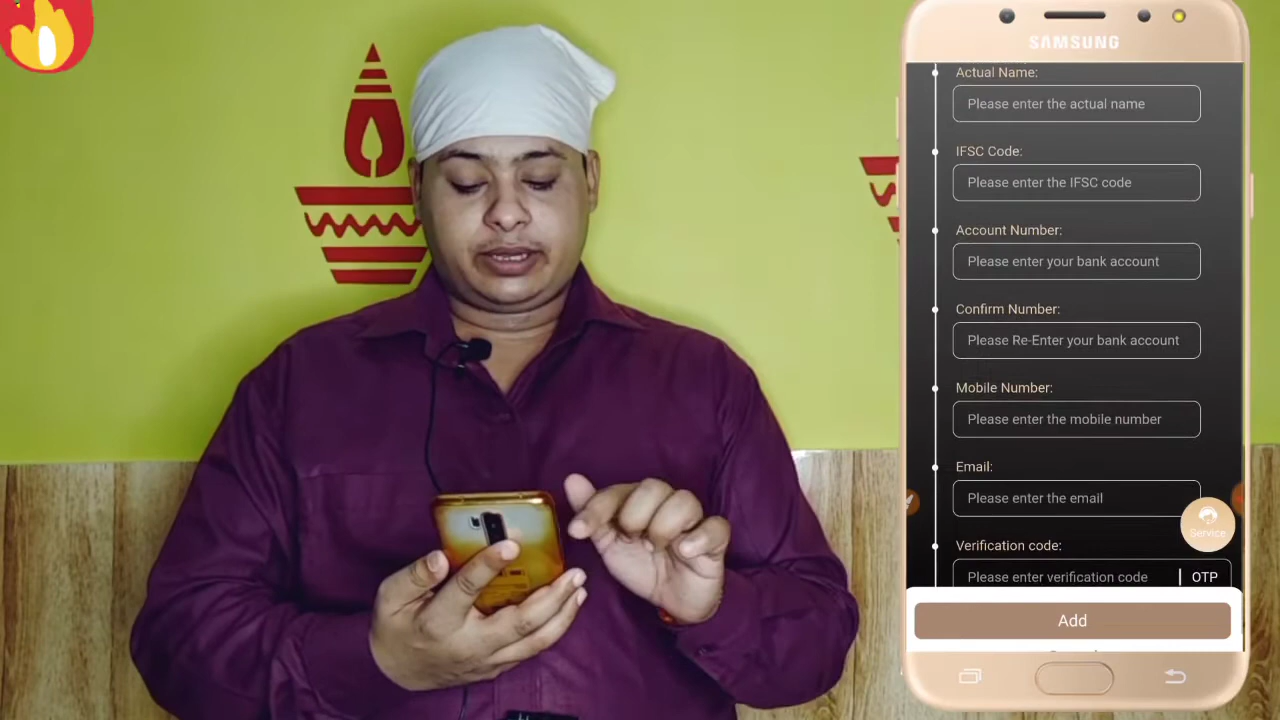 SAMSUNG
Actual Name:
Please enter the actual name
IFSC Code:
Please enter the IFSC code
Account Number:
Please enter your bank account
Confirm Number:
Please Re-Enter your bank account
Mobile Number:
Please enter the mobile number
Email:
Please enter the email
Service
Verification code:
Please enter verification code OTP
Add